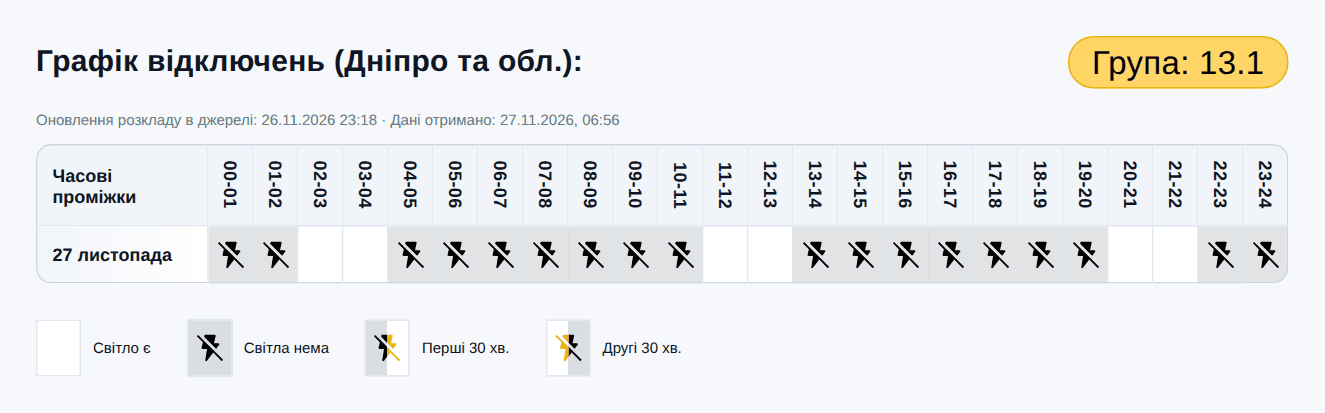 Графік відключень (Дніпро та обл.):
Група: 13.1
Оновлення розкладу в джерелі: 26.11.2026 23:18 · Дані отримано: 27.11.2026, 06:56
Часові
проміжки
00-01
01-02
02-03
03-04
04-05
05-06
06-07
07-08
08-09
09-10
10-11
11-12
12-13
13-14
14-15
15-16
16-17
17-18
18-19
19-20
20-21
21-22
22-23
23-24
27 листопада
Світло є
Світла нема
Перші 30 хв.
Другі 30 хв.